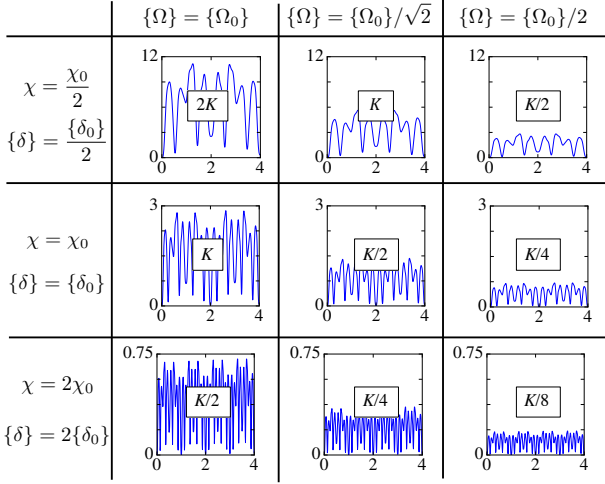 {Ω} = {Ω₀} {Ω} = {Ω₀}/√2 {Ω} = {Ω₀}/2
χ = χ₀/2
{δ} = {δ₀}/2
12 0 0 2 4 2K
12 0 0 2 4 K
12 0 0 2 4 K/2
χ = χ₀
{δ} = {δ₀}
3 0 0 2 4 K
3 0 0 2 4 K/2
3 0 0 2 4 K/4
χ = 2χ₀
{δ} = 2{δ₀}
0.75 0 0 2 4 K/2
0.75 0 0 2 4 K/4
0.75 0 0 2 4 K/8